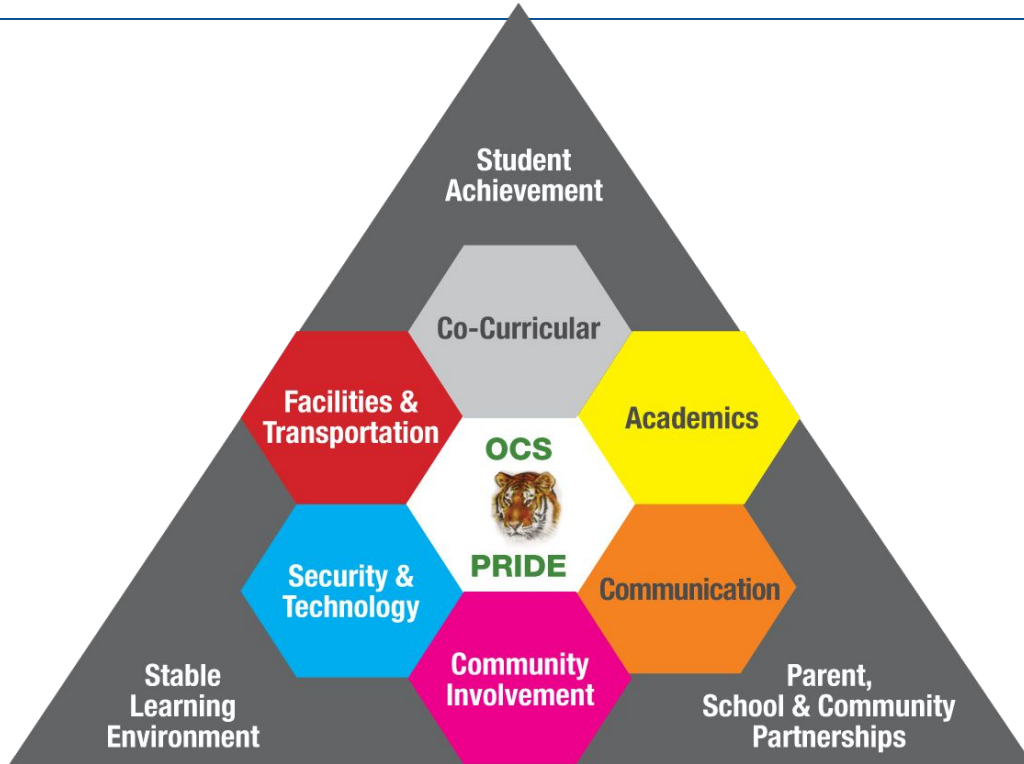 Student
Achievement
Co-Curricular
Facilities &
Transportation
Academics
OCS
PRIDE
Security &
Technology
Communication
Community
Involvement
Stable
Learning
Environment
Parent,
School & Community
Partnerships